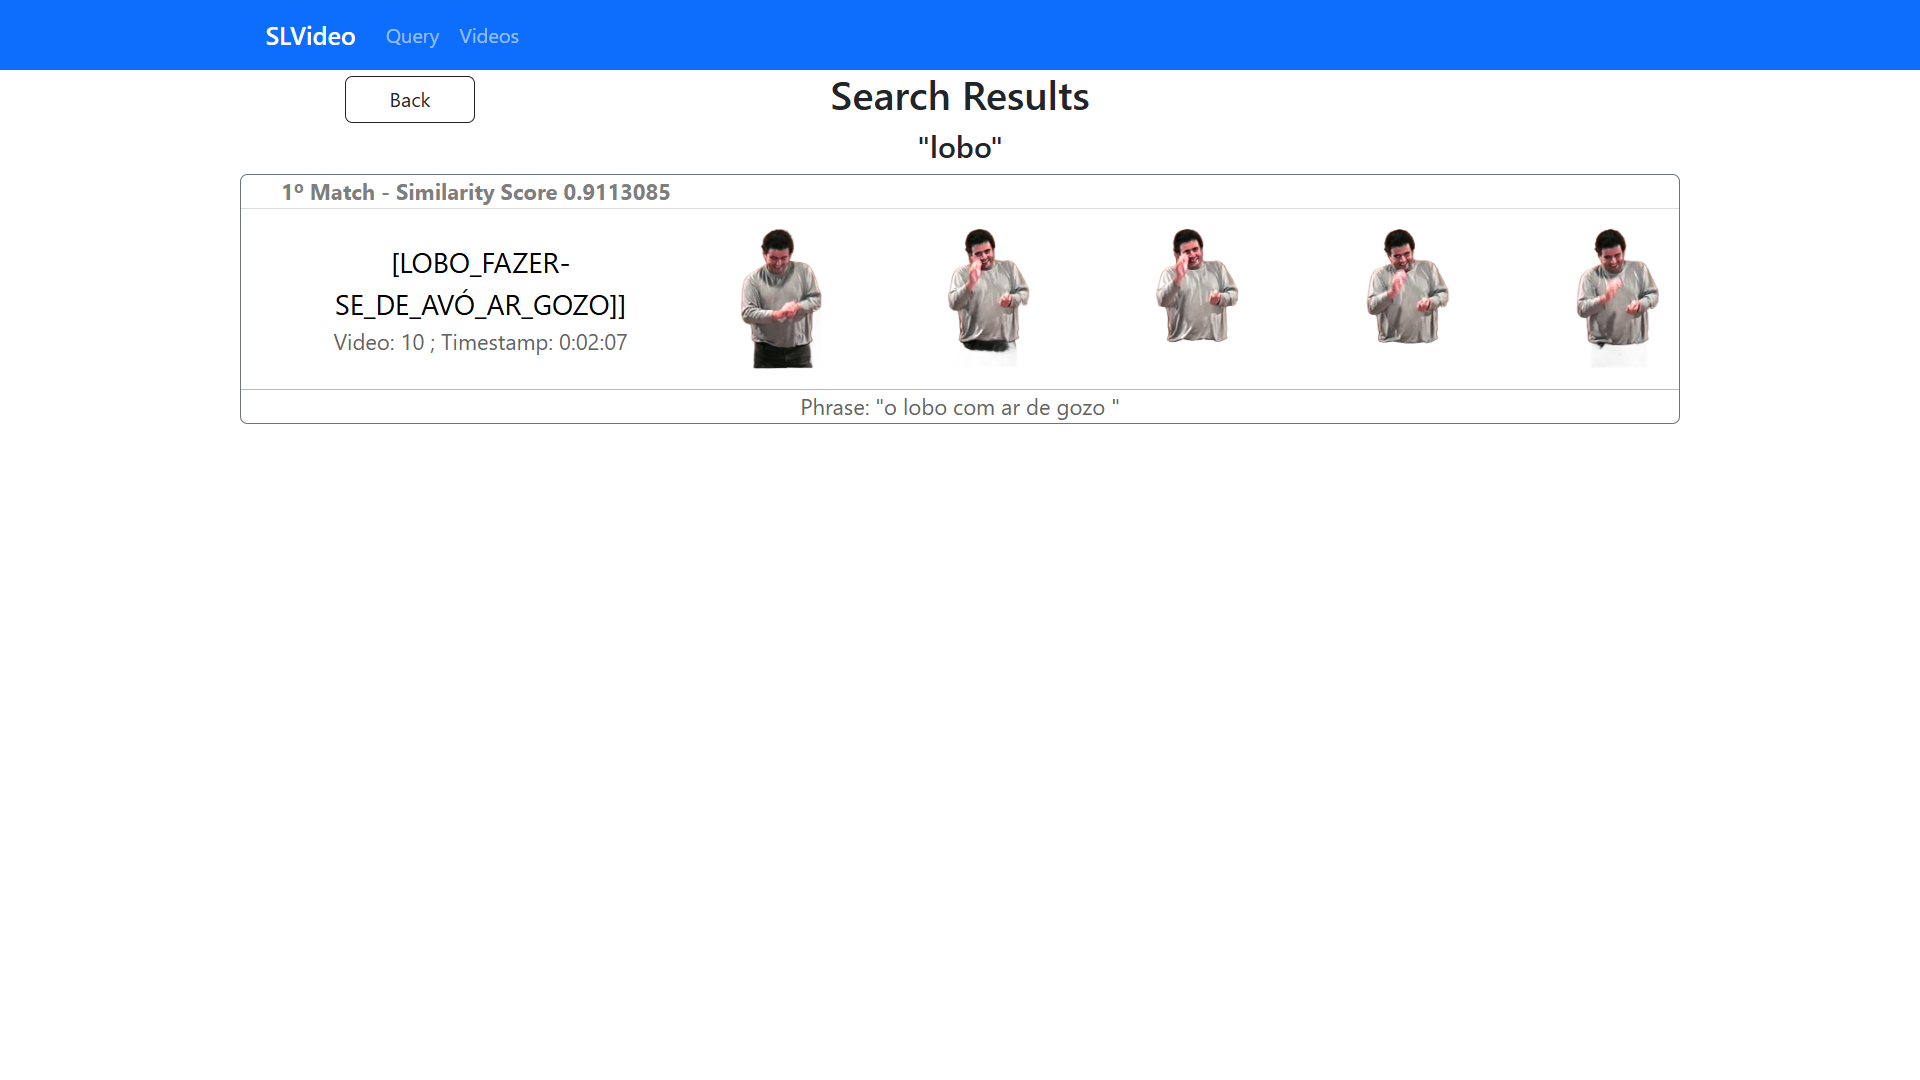 SLVideo Query Videos
Back
Search Results
"lobo"
1º Match - Similarity Score 0.9113085
[LOBO_FAZER-
SE_DE_AVÓ_AR_GOZO]]
Video: 10 ; Timestamp: 0:02:07
Phrase: "o lobo com ar de gozo "